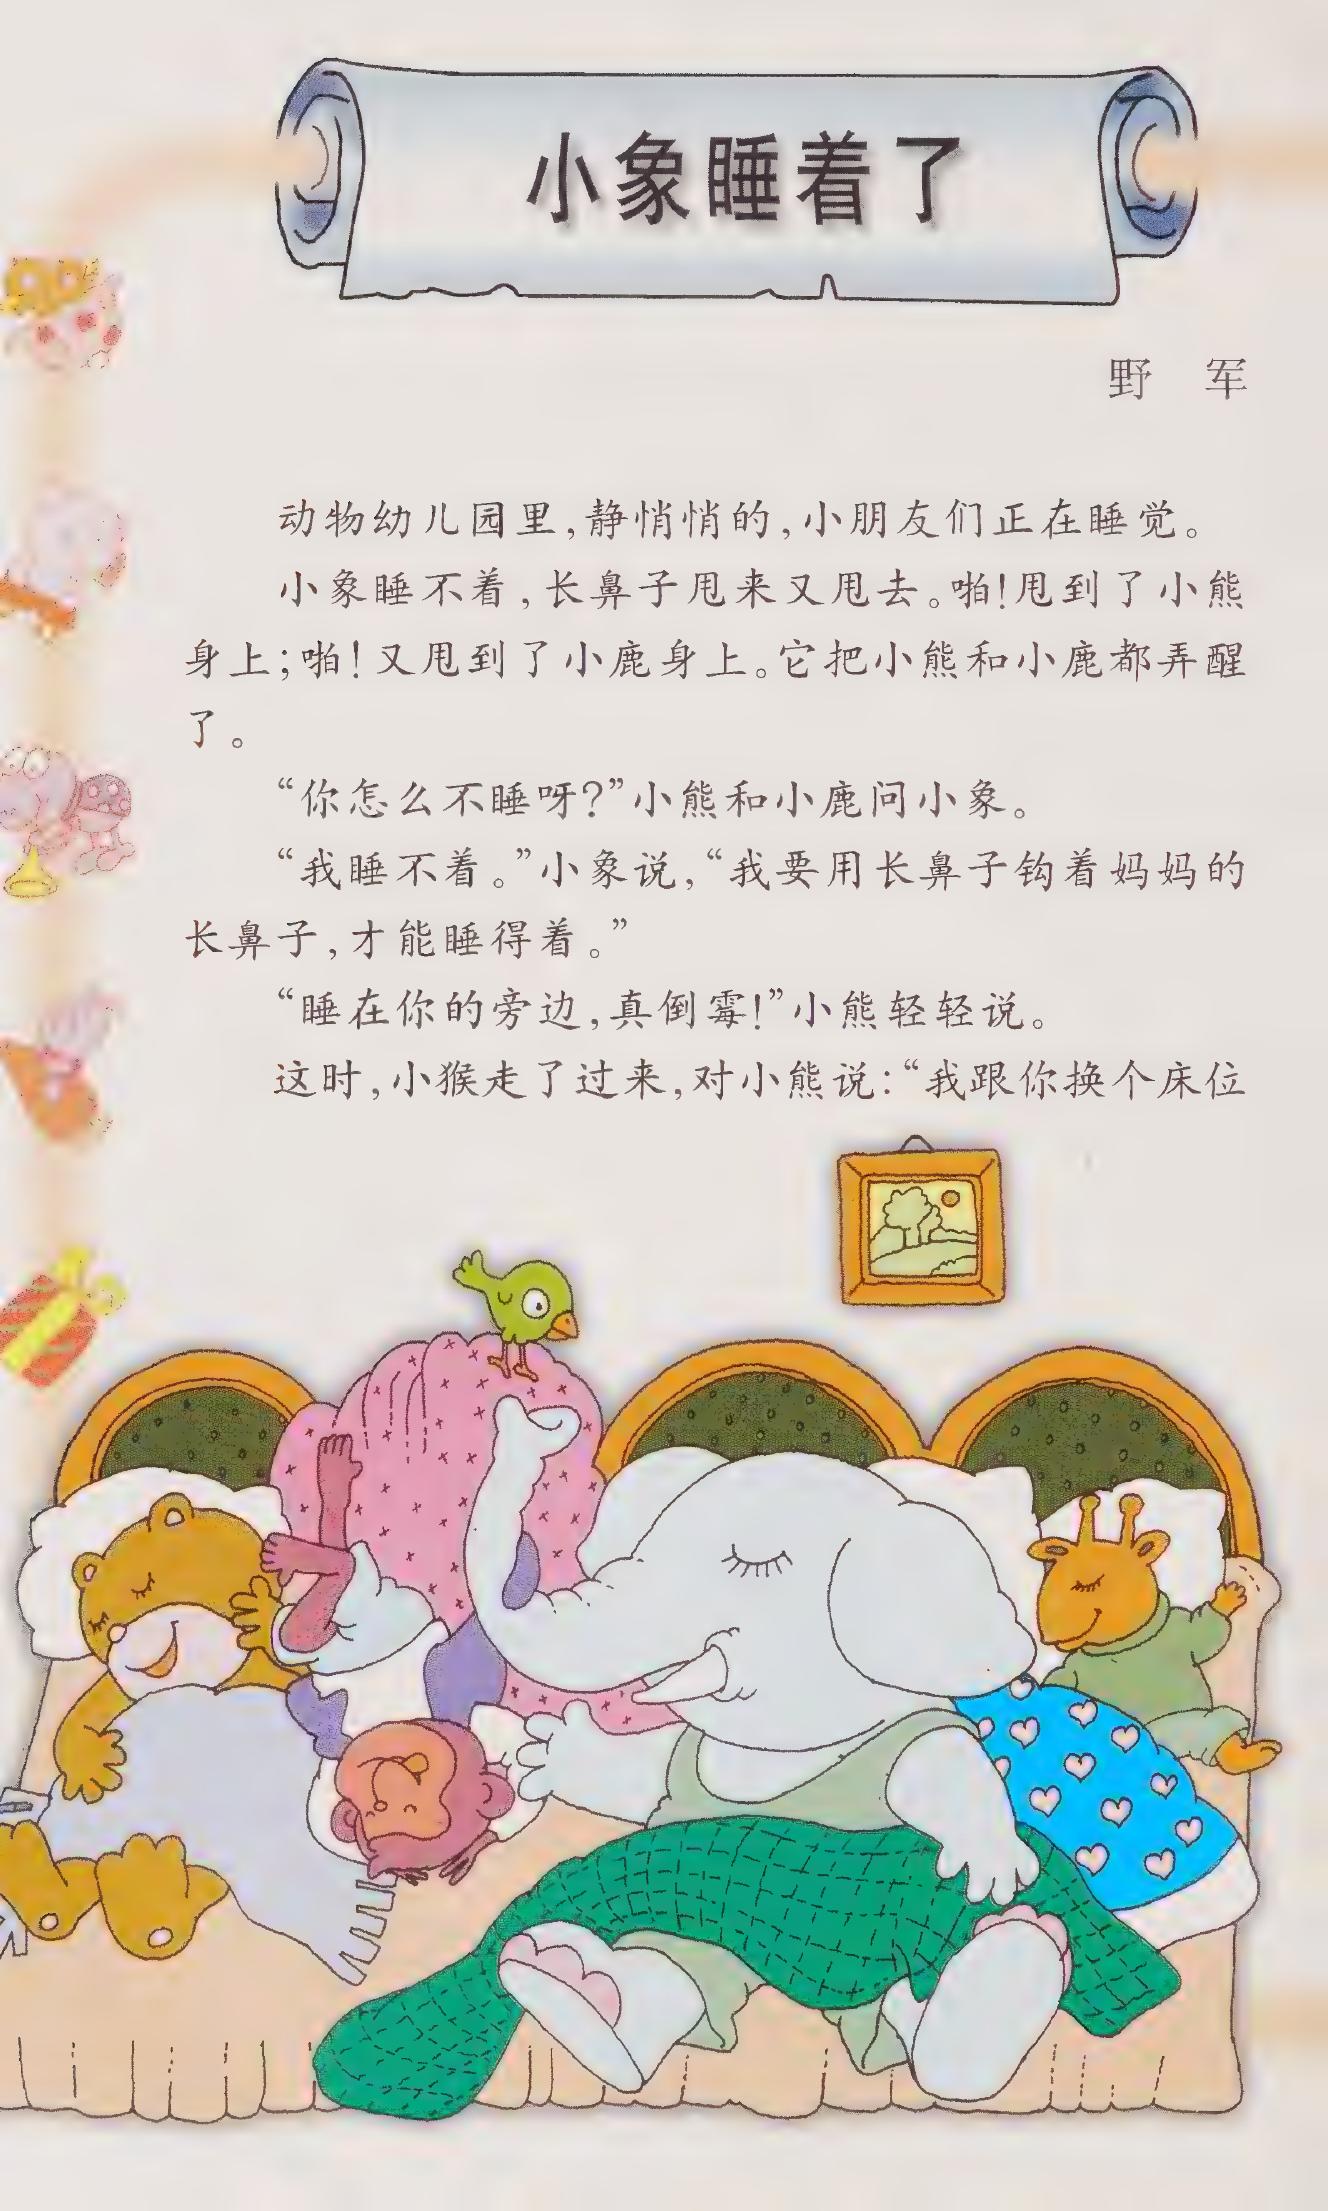 小象睡着了
野 军
动物幼儿园里,静悄悄的,小朋友们正在睡觉。
小象睡不着,长鼻子甩来又甩去。啪!甩到了小熊
身上;啪!又甩到了小鹿身上。它把小熊和小鹿都弄醒
了。
“你怎么不睡呀?”小熊和小鹿问小象。
“我睡不着。”小象说,“我要用长鼻子钩着妈妈的
长鼻子,才能睡得着。”
“睡在你的旁边,真倒霉!”小熊轻轻说。
这时,小猴走了过来,对小熊说:“我跟你换个床位